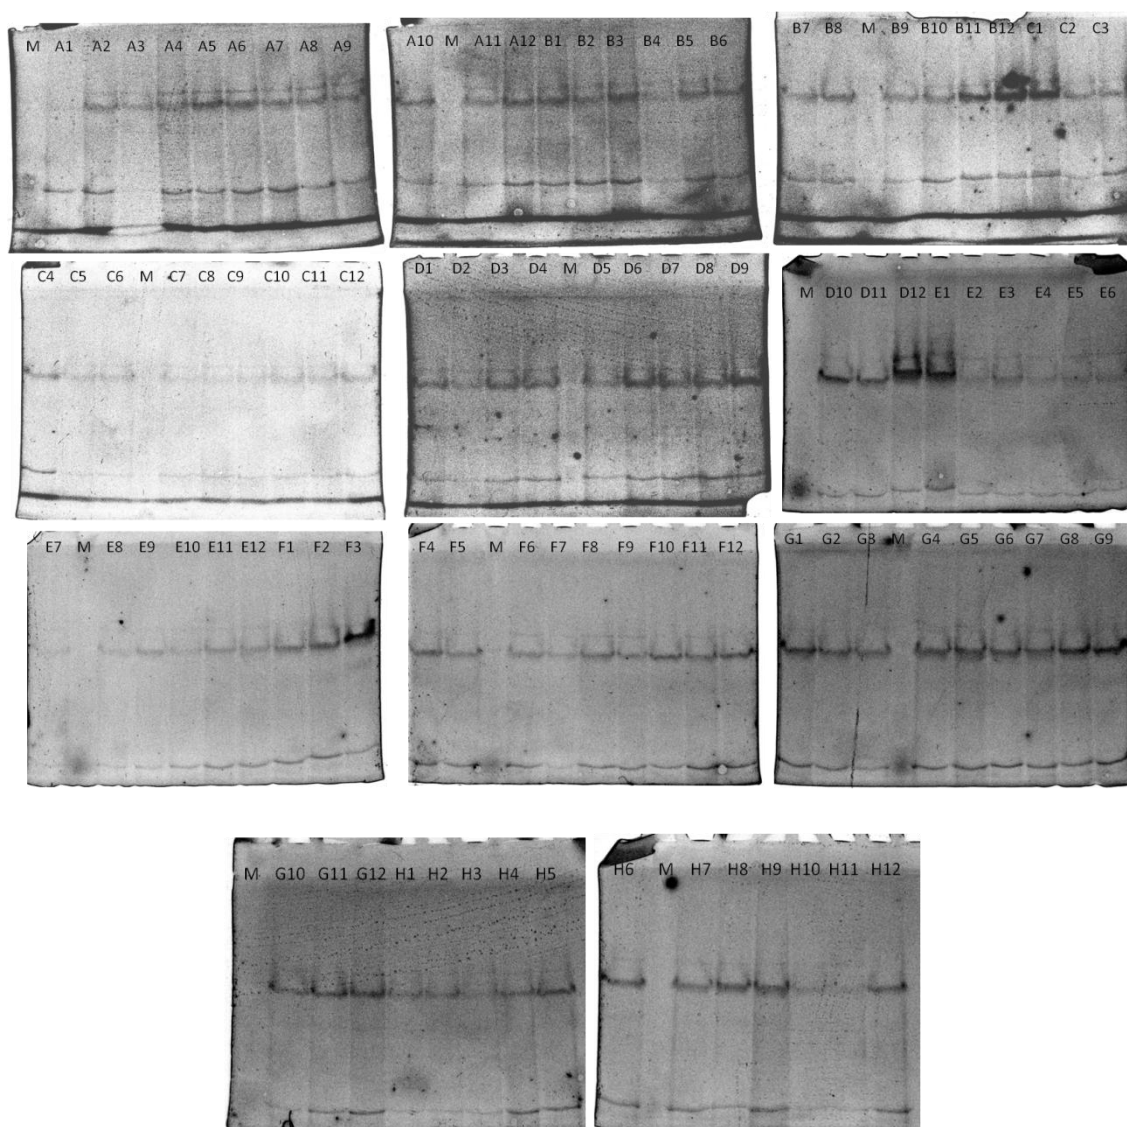 M A1 A2 A3 A4 A5 A6 A7 A8 A9
A10 M A11 A12 B1 B2 B3 B4 B5 B6
B7 B8 M B9 B10 B11 B12 C1 C2 C3
C4 C5 C6 M C7 C8 C9 C10 C11 C12
D1 D2 D3 D4 M D5 D6 D7 D8 D9
M D10 D11 D12 E1 E2 E3 E4 E5 E6
E7 M E8 E9 E10 E11 E12 F1 F2 F3
F4 F5 M F6 F7 F8 F9 F10 F11 F12
G1 G2 G3 M G4 G5 G6 G7 G8 G9
M G10 G11 G12 H1 H2 H3 H4 H5
H6 M H7 H8 H9 H10 H11 H12